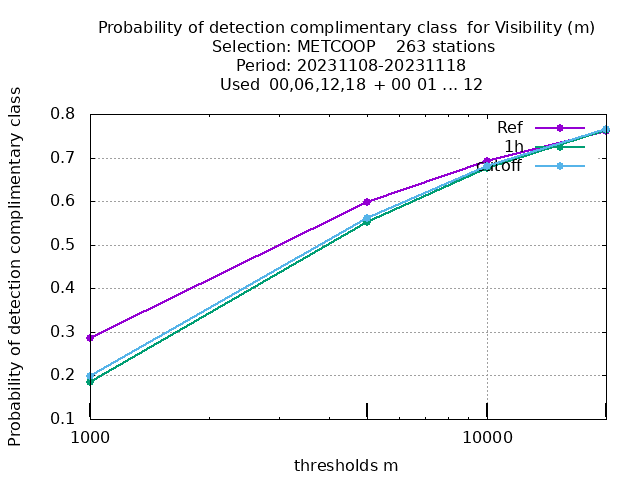 Probability of detection complimentary class  for Visibility (m)
Selection: METCOOP    263 stations
Period: 20231108-20231118
Used  00,06,12,18  + 00 01 ... 12
Probability of detection complimentary class
0.8
0.7
0.6
0.5
0.4
0.3
0.2
0.1
Ref
1h
cutoff
1000
10000
thresholds m